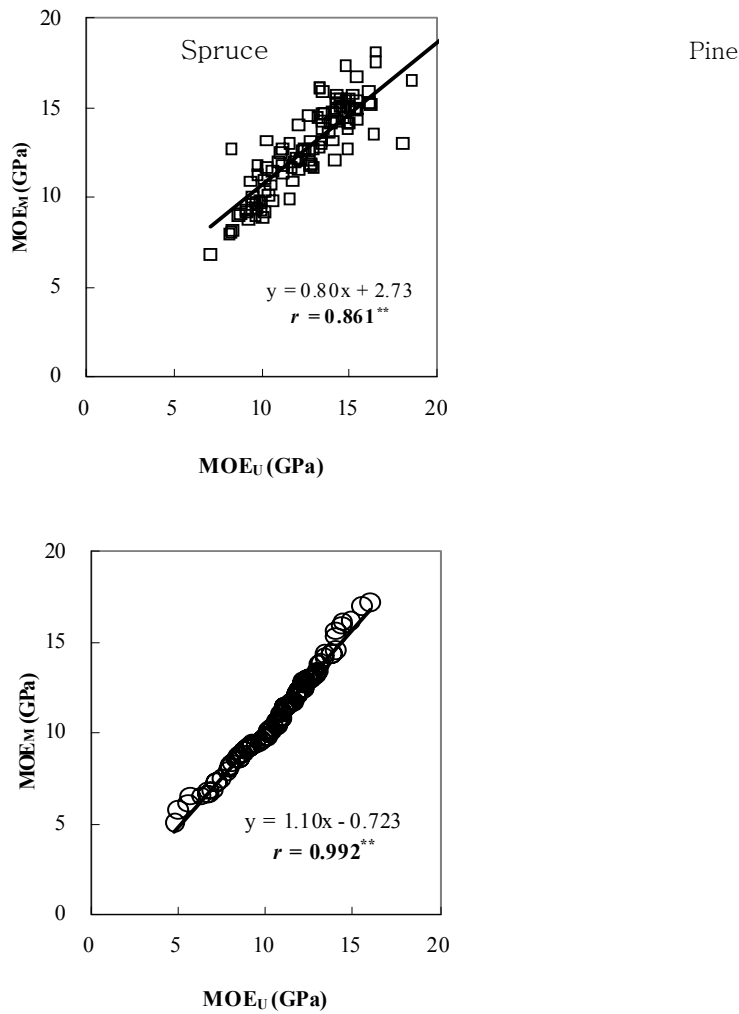 20
Spruce
Pine
15
MOEM (GPa)
10
5
y = 0.80x + 2.73
r = 0.861**
0
0 5 10 15 20
MOEU (GPa)
20
15
MOEM (GPa)
10
5
y = 1.10x - 0.723
r = 0.992**
0
0 5 10 15 20
MOEU (GPa)